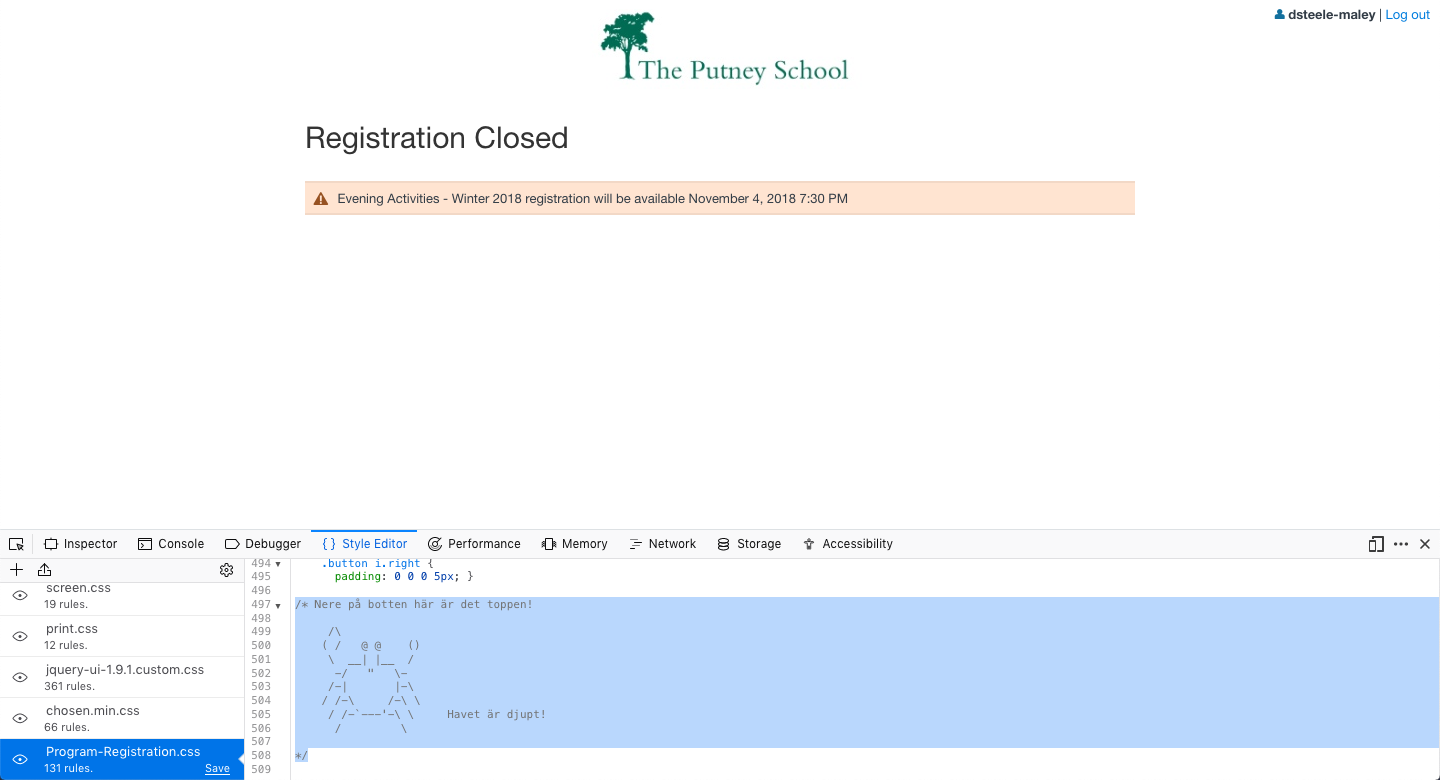 dsteele-maley | Log out
The Putney School
Registration Closed
Evening Activities - Winter 2018 registration will be available November 4, 2018 7:30 PM
Inspector Console Debugger { } Style Editor Performance Memory Network Storage Accessibility
screen.css
19 rules.
print.css
12 rules.
jquery-ui-1.9.1.custom.css
361 rules.
chosen.min.css
66 rules.
Program-Registration.css
131 rules. Save
494 .button i.right {
495 padding: 0 0 0 5px; }
496
497 /* Nere på botten här är det toppen!
498
499      /\
500     ( /   @ @    ()
501      \  __| |__  /
502       -/   "   \-
503      /-|       |-\
504     / /-\     /-\ \
505      / /-`---'-\ \     Havet är djupt!
506       /         \
507
508 */
509